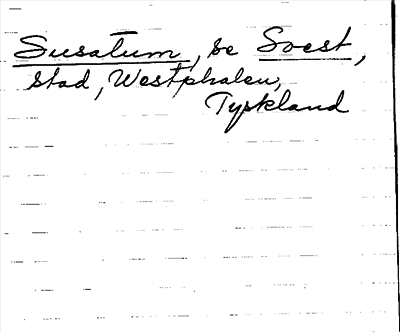 Susatum, se Soest,
stad, Westphalen,
Tyskland